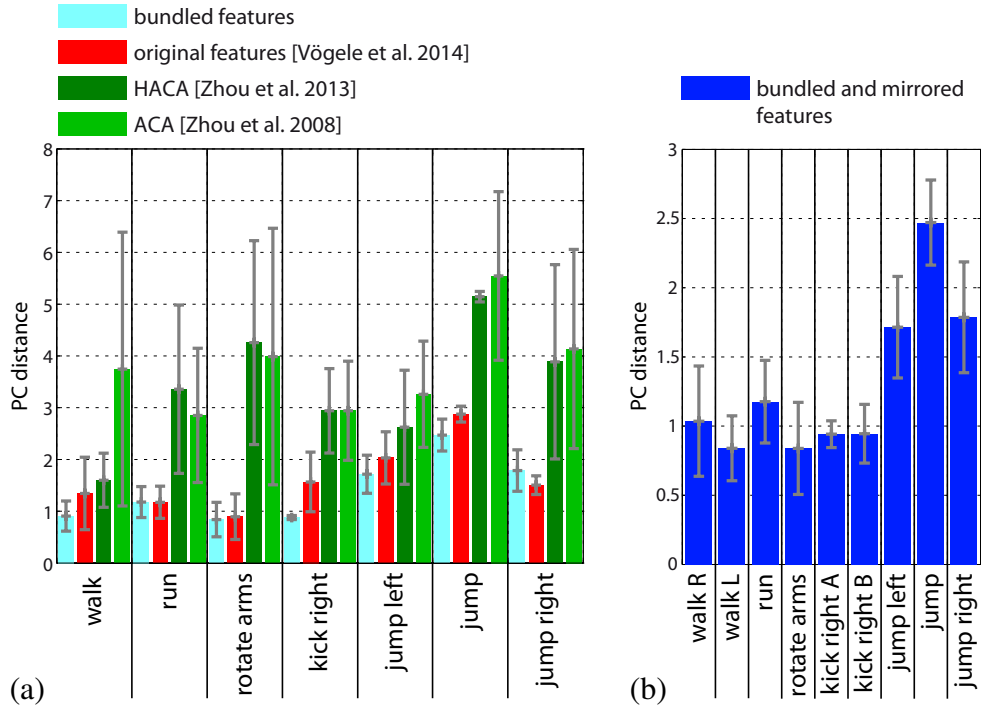 bundled features
original features [Vögele et al. 2014]
HACA [Zhou et al. 2013]
ACA [Zhou et al. 2008]
8
7
6
5
4
3
2
1
0
PC distance
walk
run
rotate arms
kick right
jump left
jump
jump right
(a)
bundled and mirrored
features
3
2.5
2
1.5
1
0.5
0
PC distance
walk R
walk L
run
rotate arms
kick right A
kick right B
jump left
jump
jump right
(b)